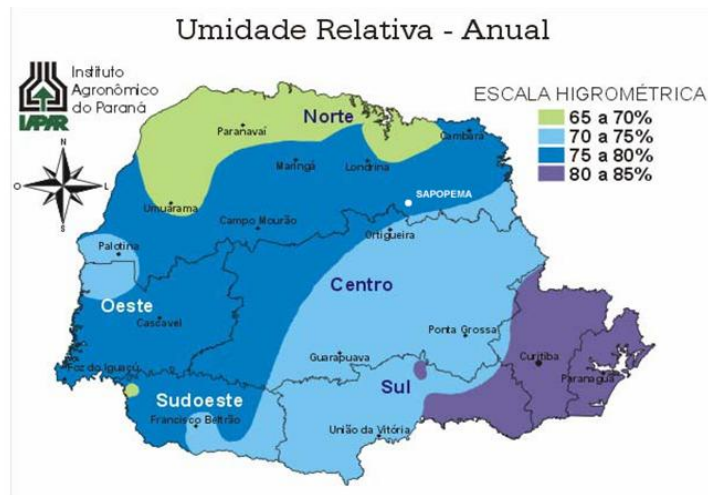 Umidade Relativa - Anual
Instituto
Agronômico
do Paraná
IAPAR
N
O
L
S
ESCALA HIGROMÉTRICA
65 a 70%
70 a 75%
75 a 80%
80 a 85%
Norte
Paranavaí
Cambára
Maringá
Londrina
SAPOPEMA
Umuarama
Campo Mourão
Ortigueira
Palotina
Centro
Oeste
Cascavel
Ponta Grossa
Curitiba
Guarapuava
Foz do Iguaçú
Paranaguá
Sul
Sudoeste
Francisco Beltrão
União da Vitória